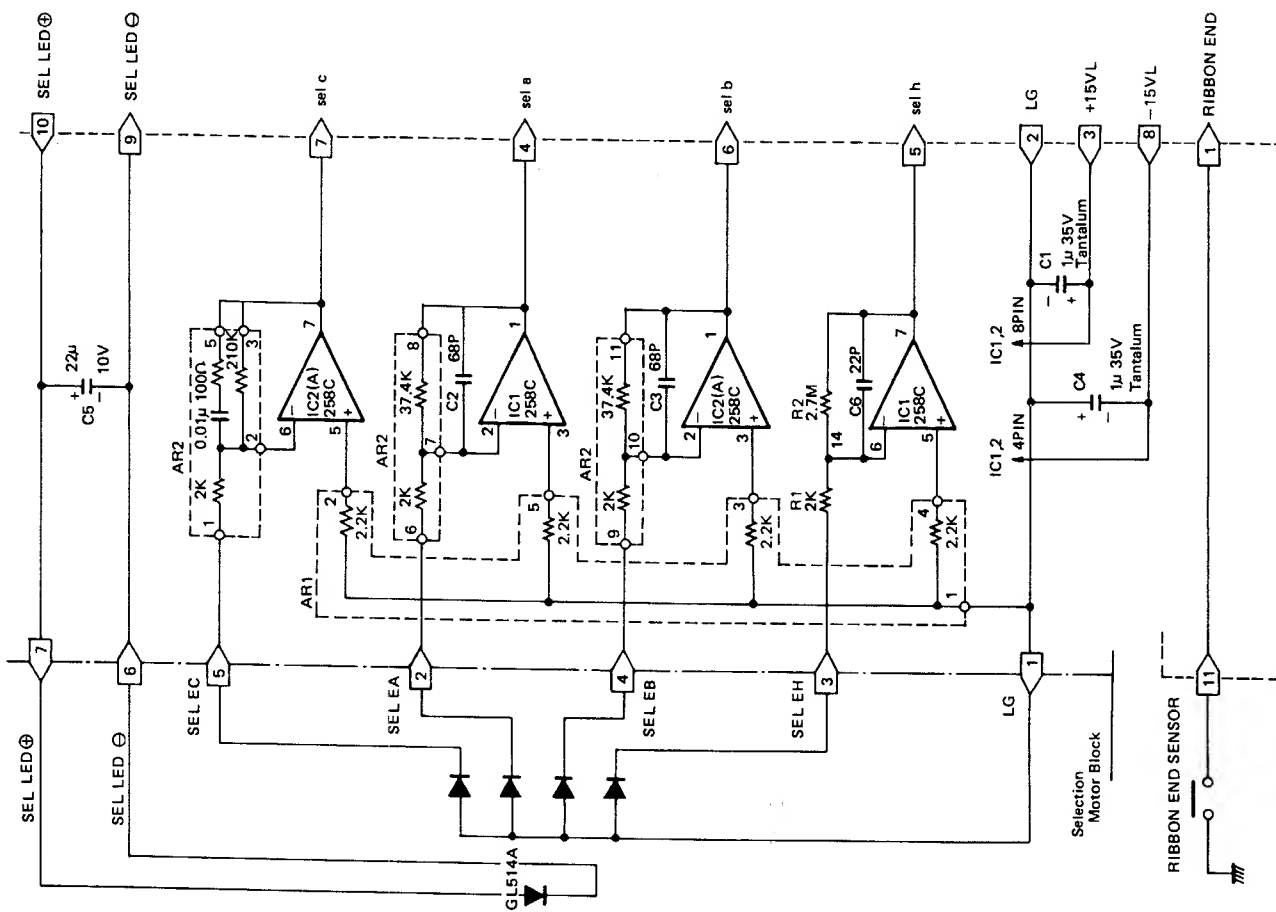 SEL LED⊕
10
SEL LED⊖
9
sel c
7
sel a
4
sel b
6
sel h
5
LG
2
+15VL
3
−15VL
8
RIBBON END
1
22μ
10V
+
−
C5
AR2
2K
0.01μ 100Ω
210K
1
2
5
3
6
5
7
IC2(A)
258C
−
+
AR2
2K
37.4K
C2
68P
6
7
8
2
3
1
IC1
258C
−
+
AR2
2K
37.4K
C3
68P
9
10
11
2
3
1
IC2(A)
258C
−
+
R1
2K
R2
2.7M
C6
22P
14
6
5
7
IC1
258C
−
+
AR1
2
2.2K
5
2.2K
3
2.2K
4
2.2K
1
IC1,2
8PIN
C1
1μ 35V
Tantalum
−
+
IC1,2
4PIN
C4
1μ 35V
Tantalum
+
−
SEL LED⊕
7
SEL LED ⊖
6
SEL EC
5
SEL EA
2
SEL EB
4
SEL EH
3
LG
1
GL514A
Selection
Motor Block
RIBBON END SENSOR
11